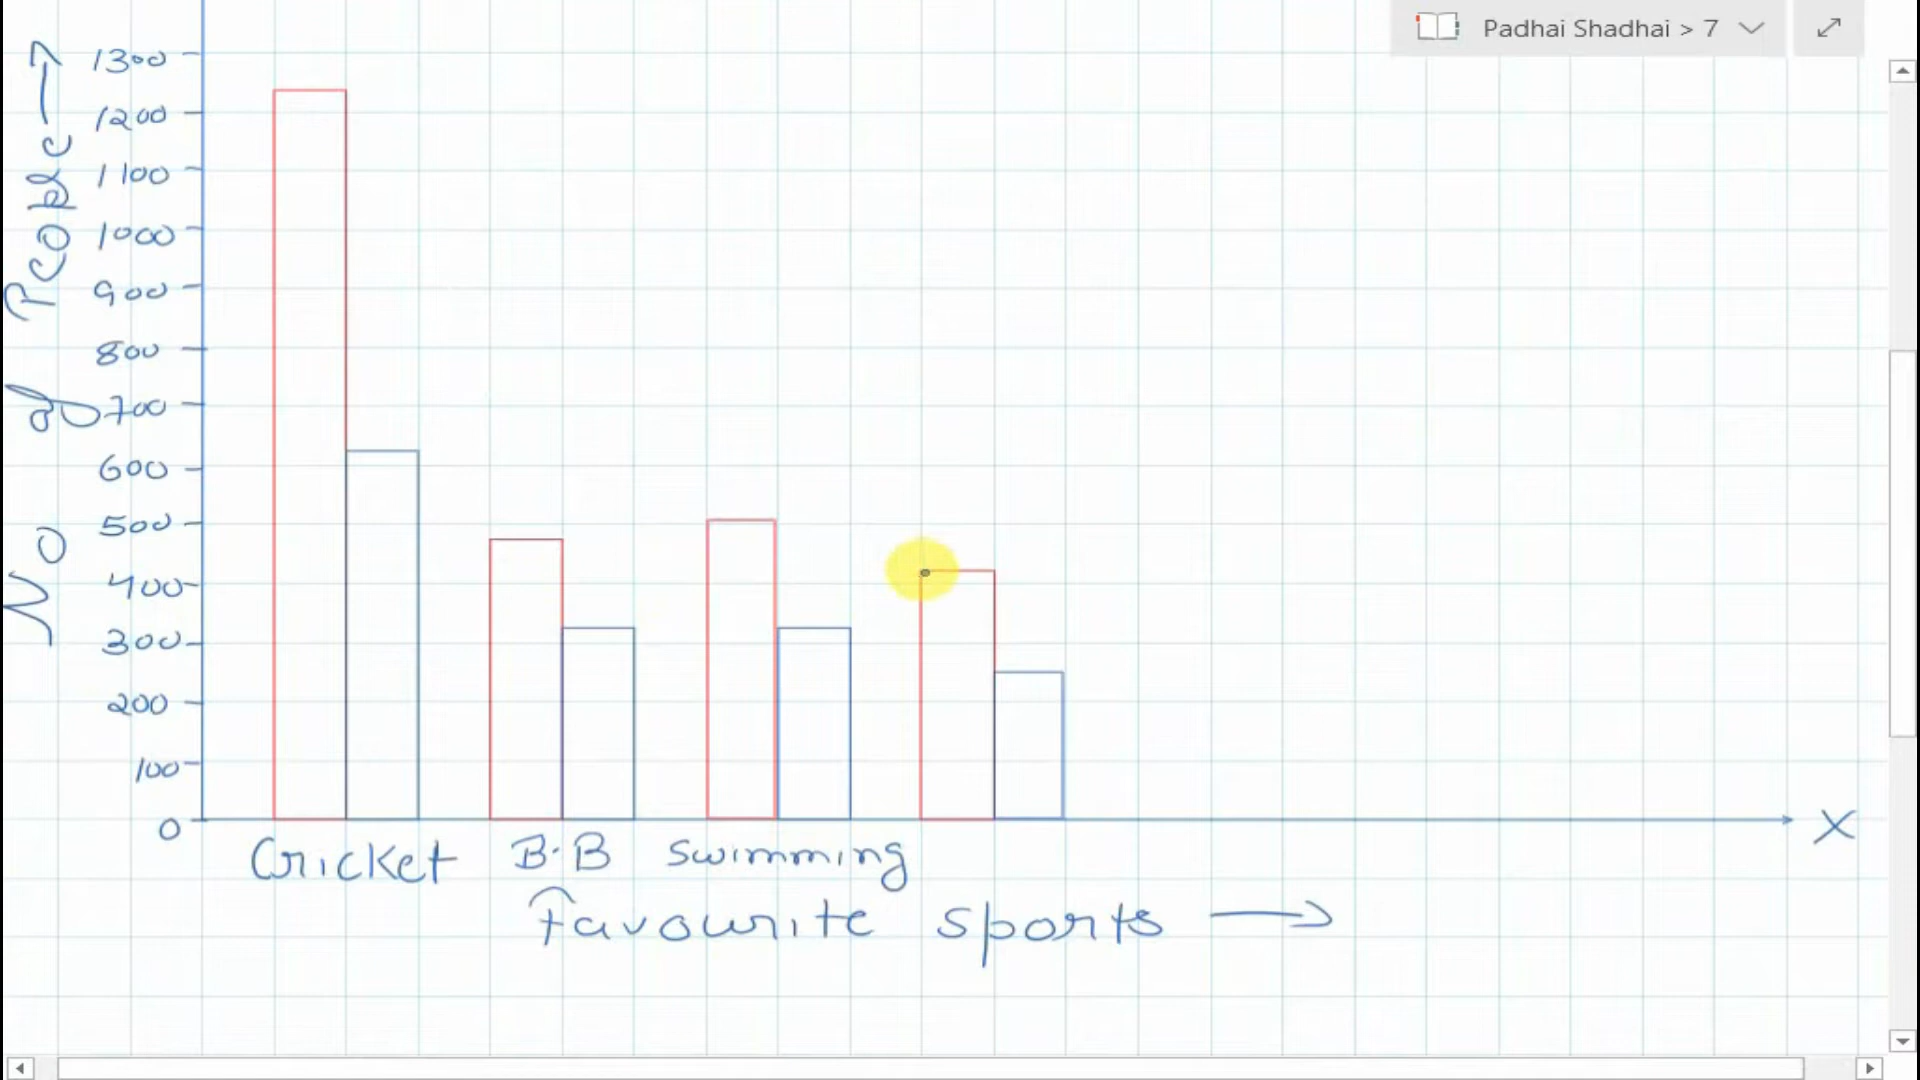 Padhai Shadhai > 7
1300
1200
1100
1000
900
800
700
600
500
400
300
200
100
0
No of People
X
Cricket B.B Swimming
Favourite sports